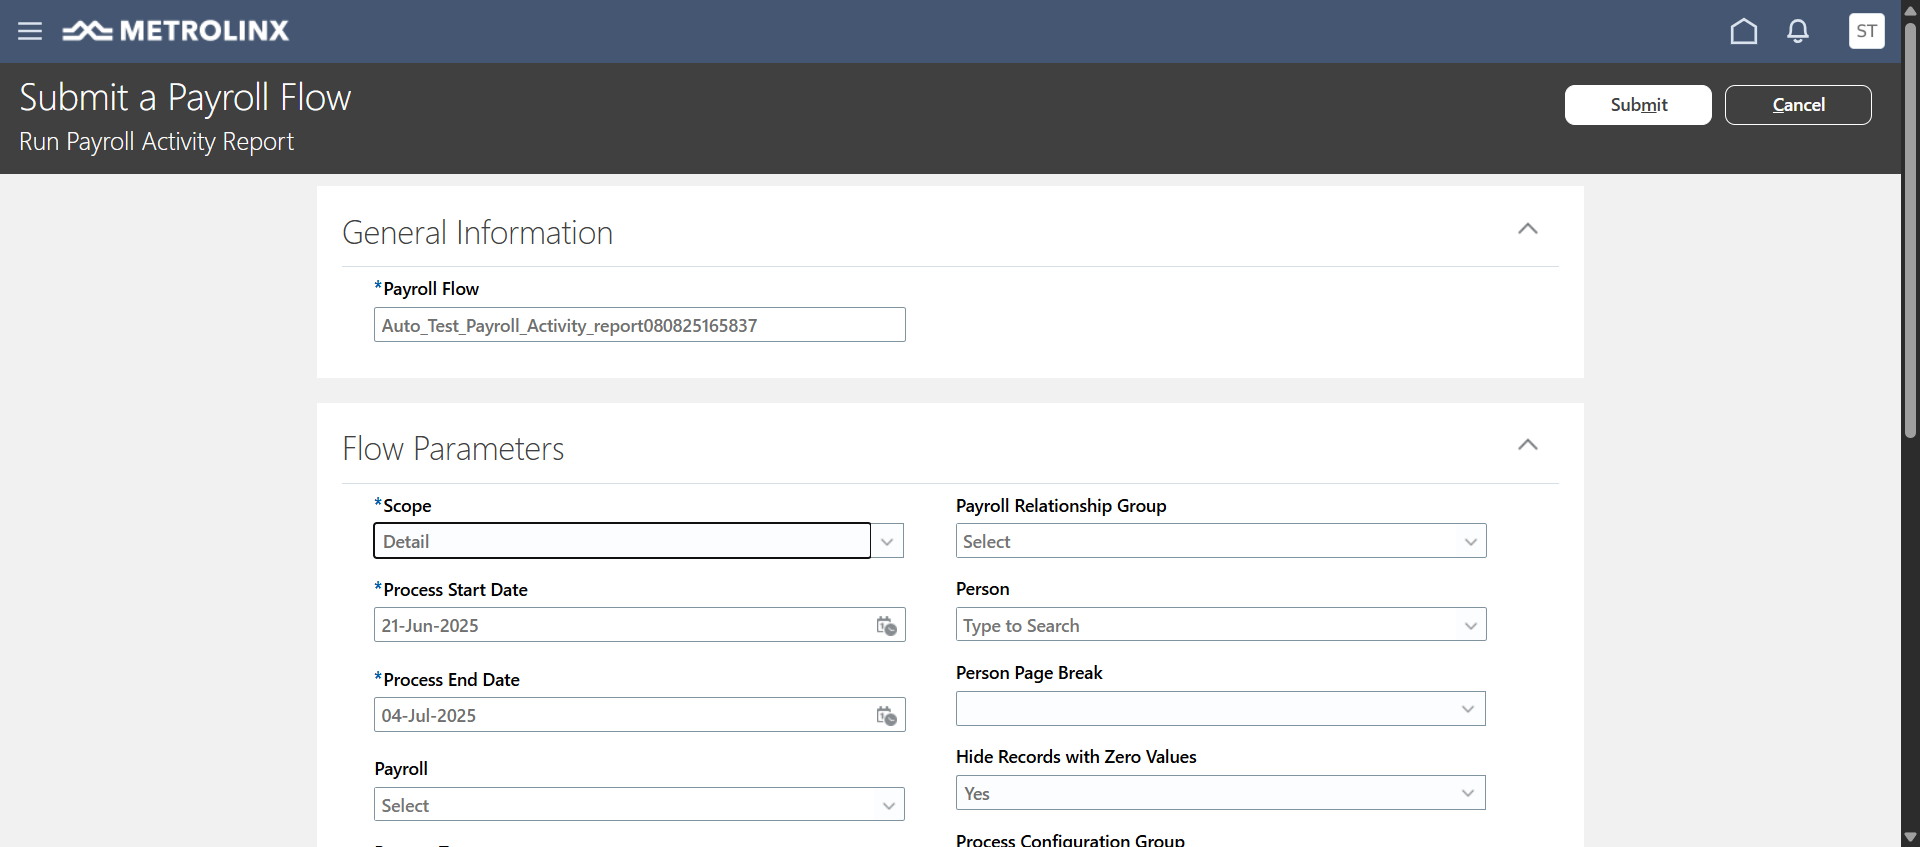 METROLINX
ST
Submit a Payroll Flow
Run Payroll Activity Report
Submit
Cancel
General Information
*Payroll Flow
Auto_Test_Payroll_Activity_report080825165837
Flow Parameters
*Scope
Detail
*Process Start Date
21-Jun-2025
*Process End Date
04-Jul-2025
Payroll
Select
Payroll Relationship Group
Select
Person
Type to Search
Person Page Break
Hide Records with Zero Values
Yes
Process Configuration Group